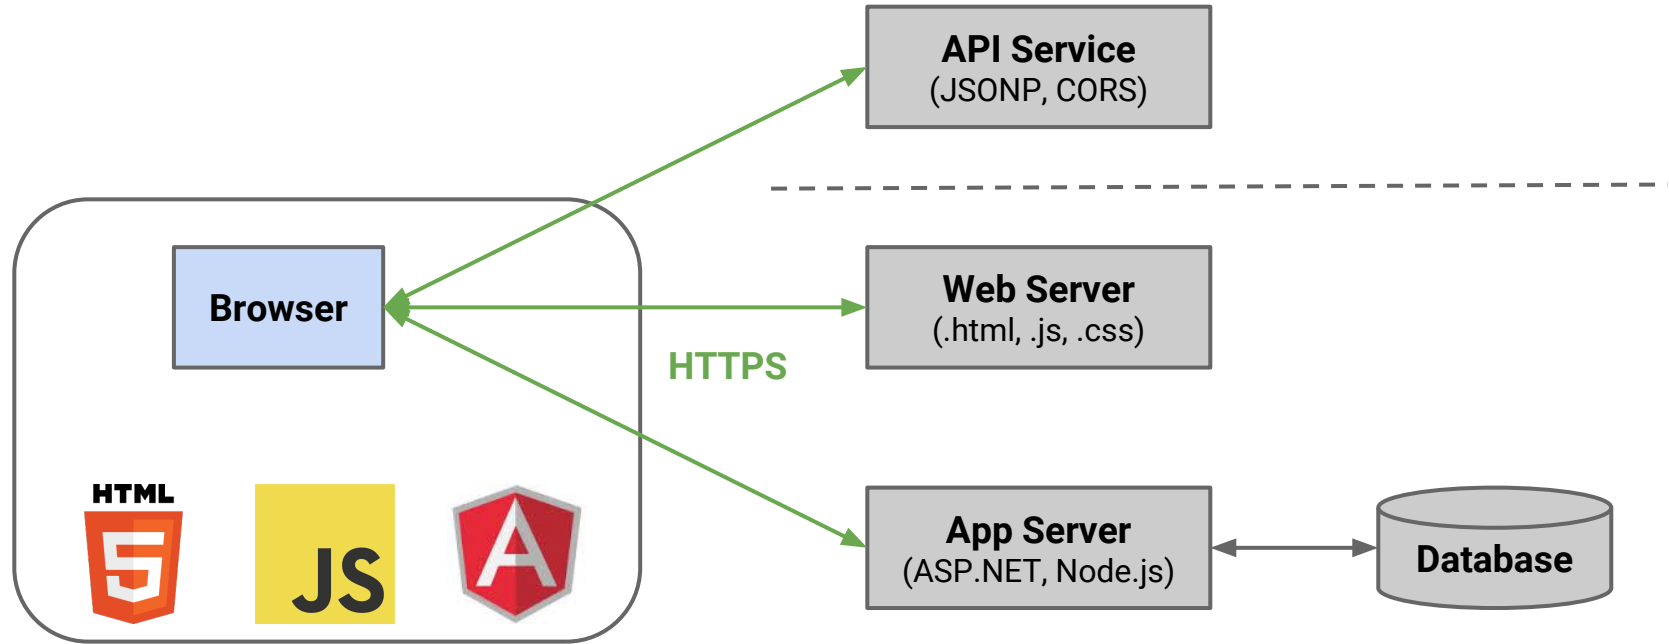 API Service
(JSONP, CORS)
Browser
Web Server
(.html, .js, .css)
HTTPS
HTML
5
JS
A
App Server
(ASP.NET, Node.js)
Database